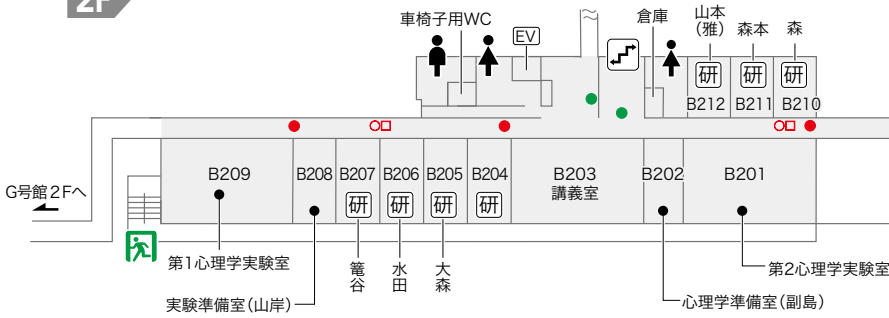 2F
車椅子用WC
EV
倉庫
山本
(雅)
森本
森
研
研
研
B212
B211
B210
B209
B208
B207
B206
B205
B204
B203
講義室
B202
B201
研
研
研
研
G号館2Fへ
第1心理学実験室
篭谷
水田
大森
第2心理学実験室
実験準備室(山岸)
心理学準備室(副島)